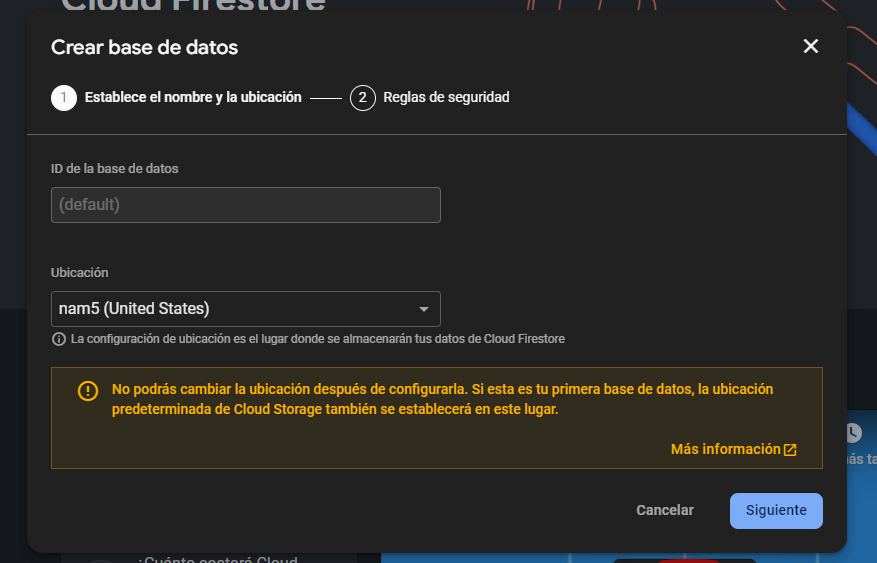 Cloud Firestore
Crear base de datos
1 Establece el nombre y la ubicación
2 Reglas de seguridad
ID de la base de datos
(default)
Ubicación
nam5 (United States)
La configuración de ubicación es el lugar donde se almacenarán tus datos de Cloud Firestore
No podrás cambiar la ubicación después de configurarla. Si esta es tu primera base de datos, la ubicación
predeterminada de Cloud Storage también se establecerá en este lugar.
Más información
Cancelar
Siguiente
¿Cuánto costará Cloud